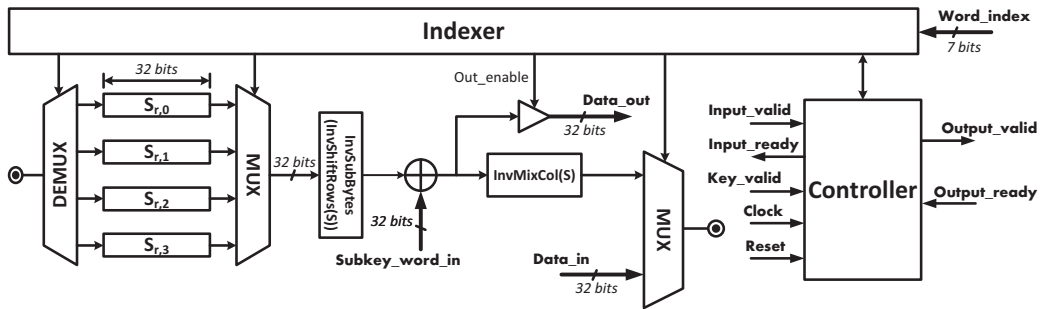 Indexer
Word_index
7 bits
32 bits
Out_enable
S_r,0
S_r,1
S_r,2
S_r,3
DEMUX
MUX
32 bits
InvSubBytes
(InvShiftRows(S))
32 bits
Subkey_word_in
Data_out
32 bits
InvMixCol(S)
Data_in
32 bits
MUX
Input_valid
Input_ready
Key_valid
Clock
Reset
Controller
Output_valid
Output_ready